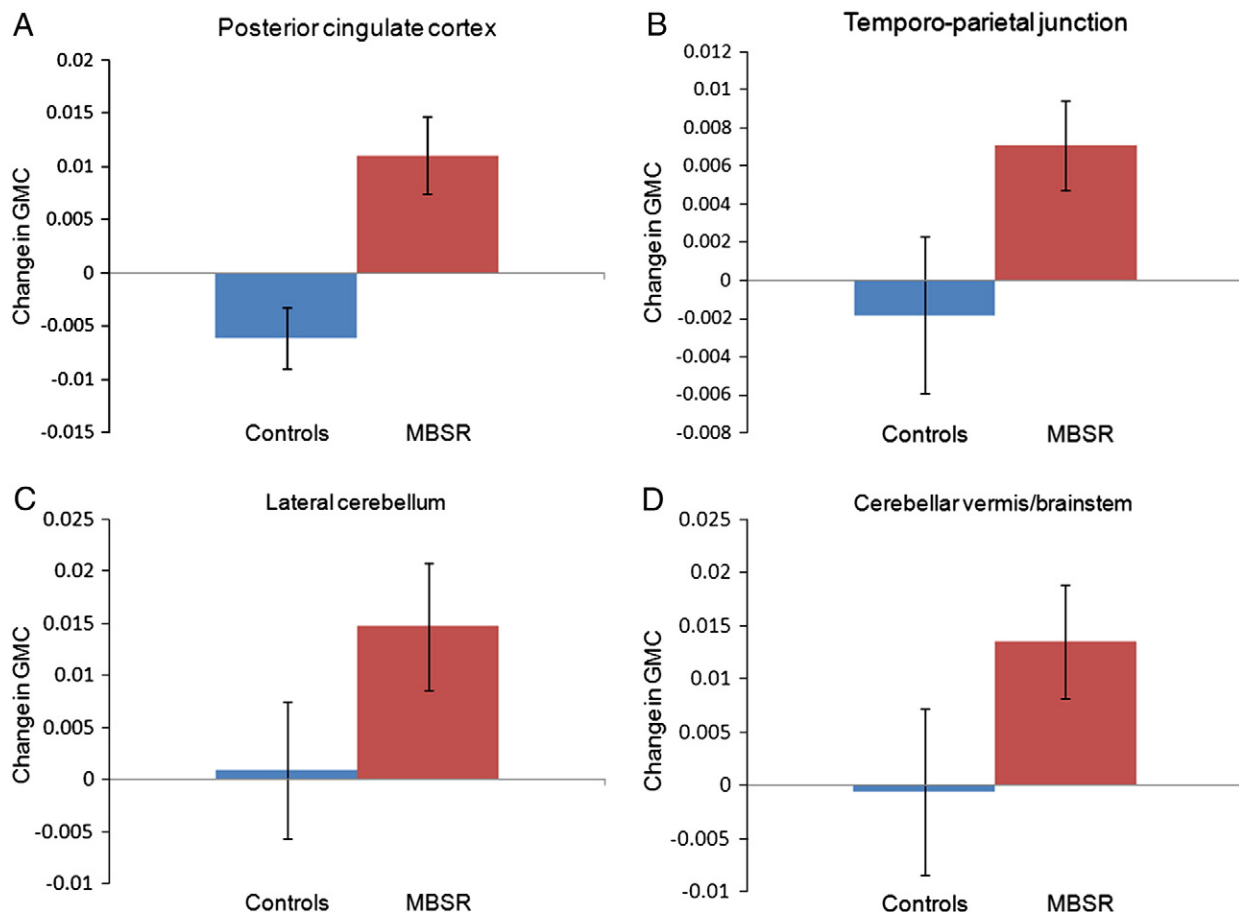 A
Posterior cingulate cortex
Change in GMC
0.02
0.015
0.01
0.005
0
-0.005
-0.01
-0.015
Controls MBSR
B
Temporo-parietal junction
Change in GMC
0.012
0.01
0.008
0.006
0.004
0.002
0
-0.002
-0.004
-0.006
-0.008
Controls MBSR
C
Lateral cerebellum
Change in GMC
0.025
0.02
0.015
0.01
0.005
0
-0.005
-0.01
Controls MBSR
D
Cerebellar vermis/brainstem
Change in GMC
0.025
0.02
0.015
0.01
0.005
0
-0.005
-0.01
Controls MBSR